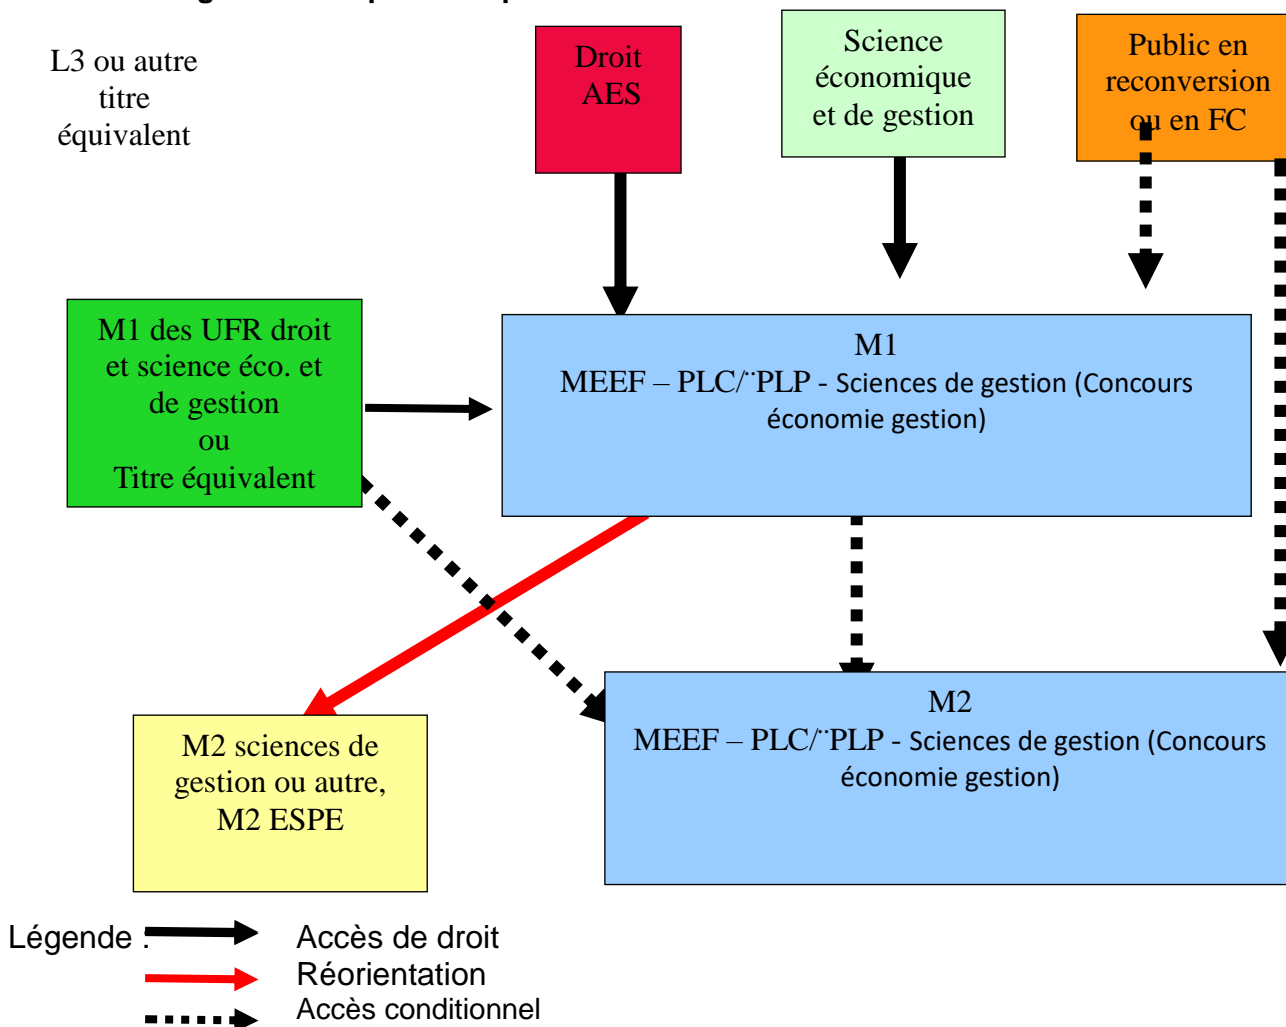 L3 ou autre
titre
équivalent
Droit
AES
Science
économique
et de gestion
Public en
reconversion
ou en FC
M1 des UFR droit
et science éco. et
de gestion
ou
Titre équivalent
M1
MEEF – PLC/¨PLP - Sciences de gestion (Concours
économie gestion)
M2
MEEF – PLC/¨PLP - Sciences de gestion (Concours
économie gestion)
M2 sciences de
gestion ou autre,
M2 ESPE
Légende :
Accès de droit
Réorientation
Accès conditionnel